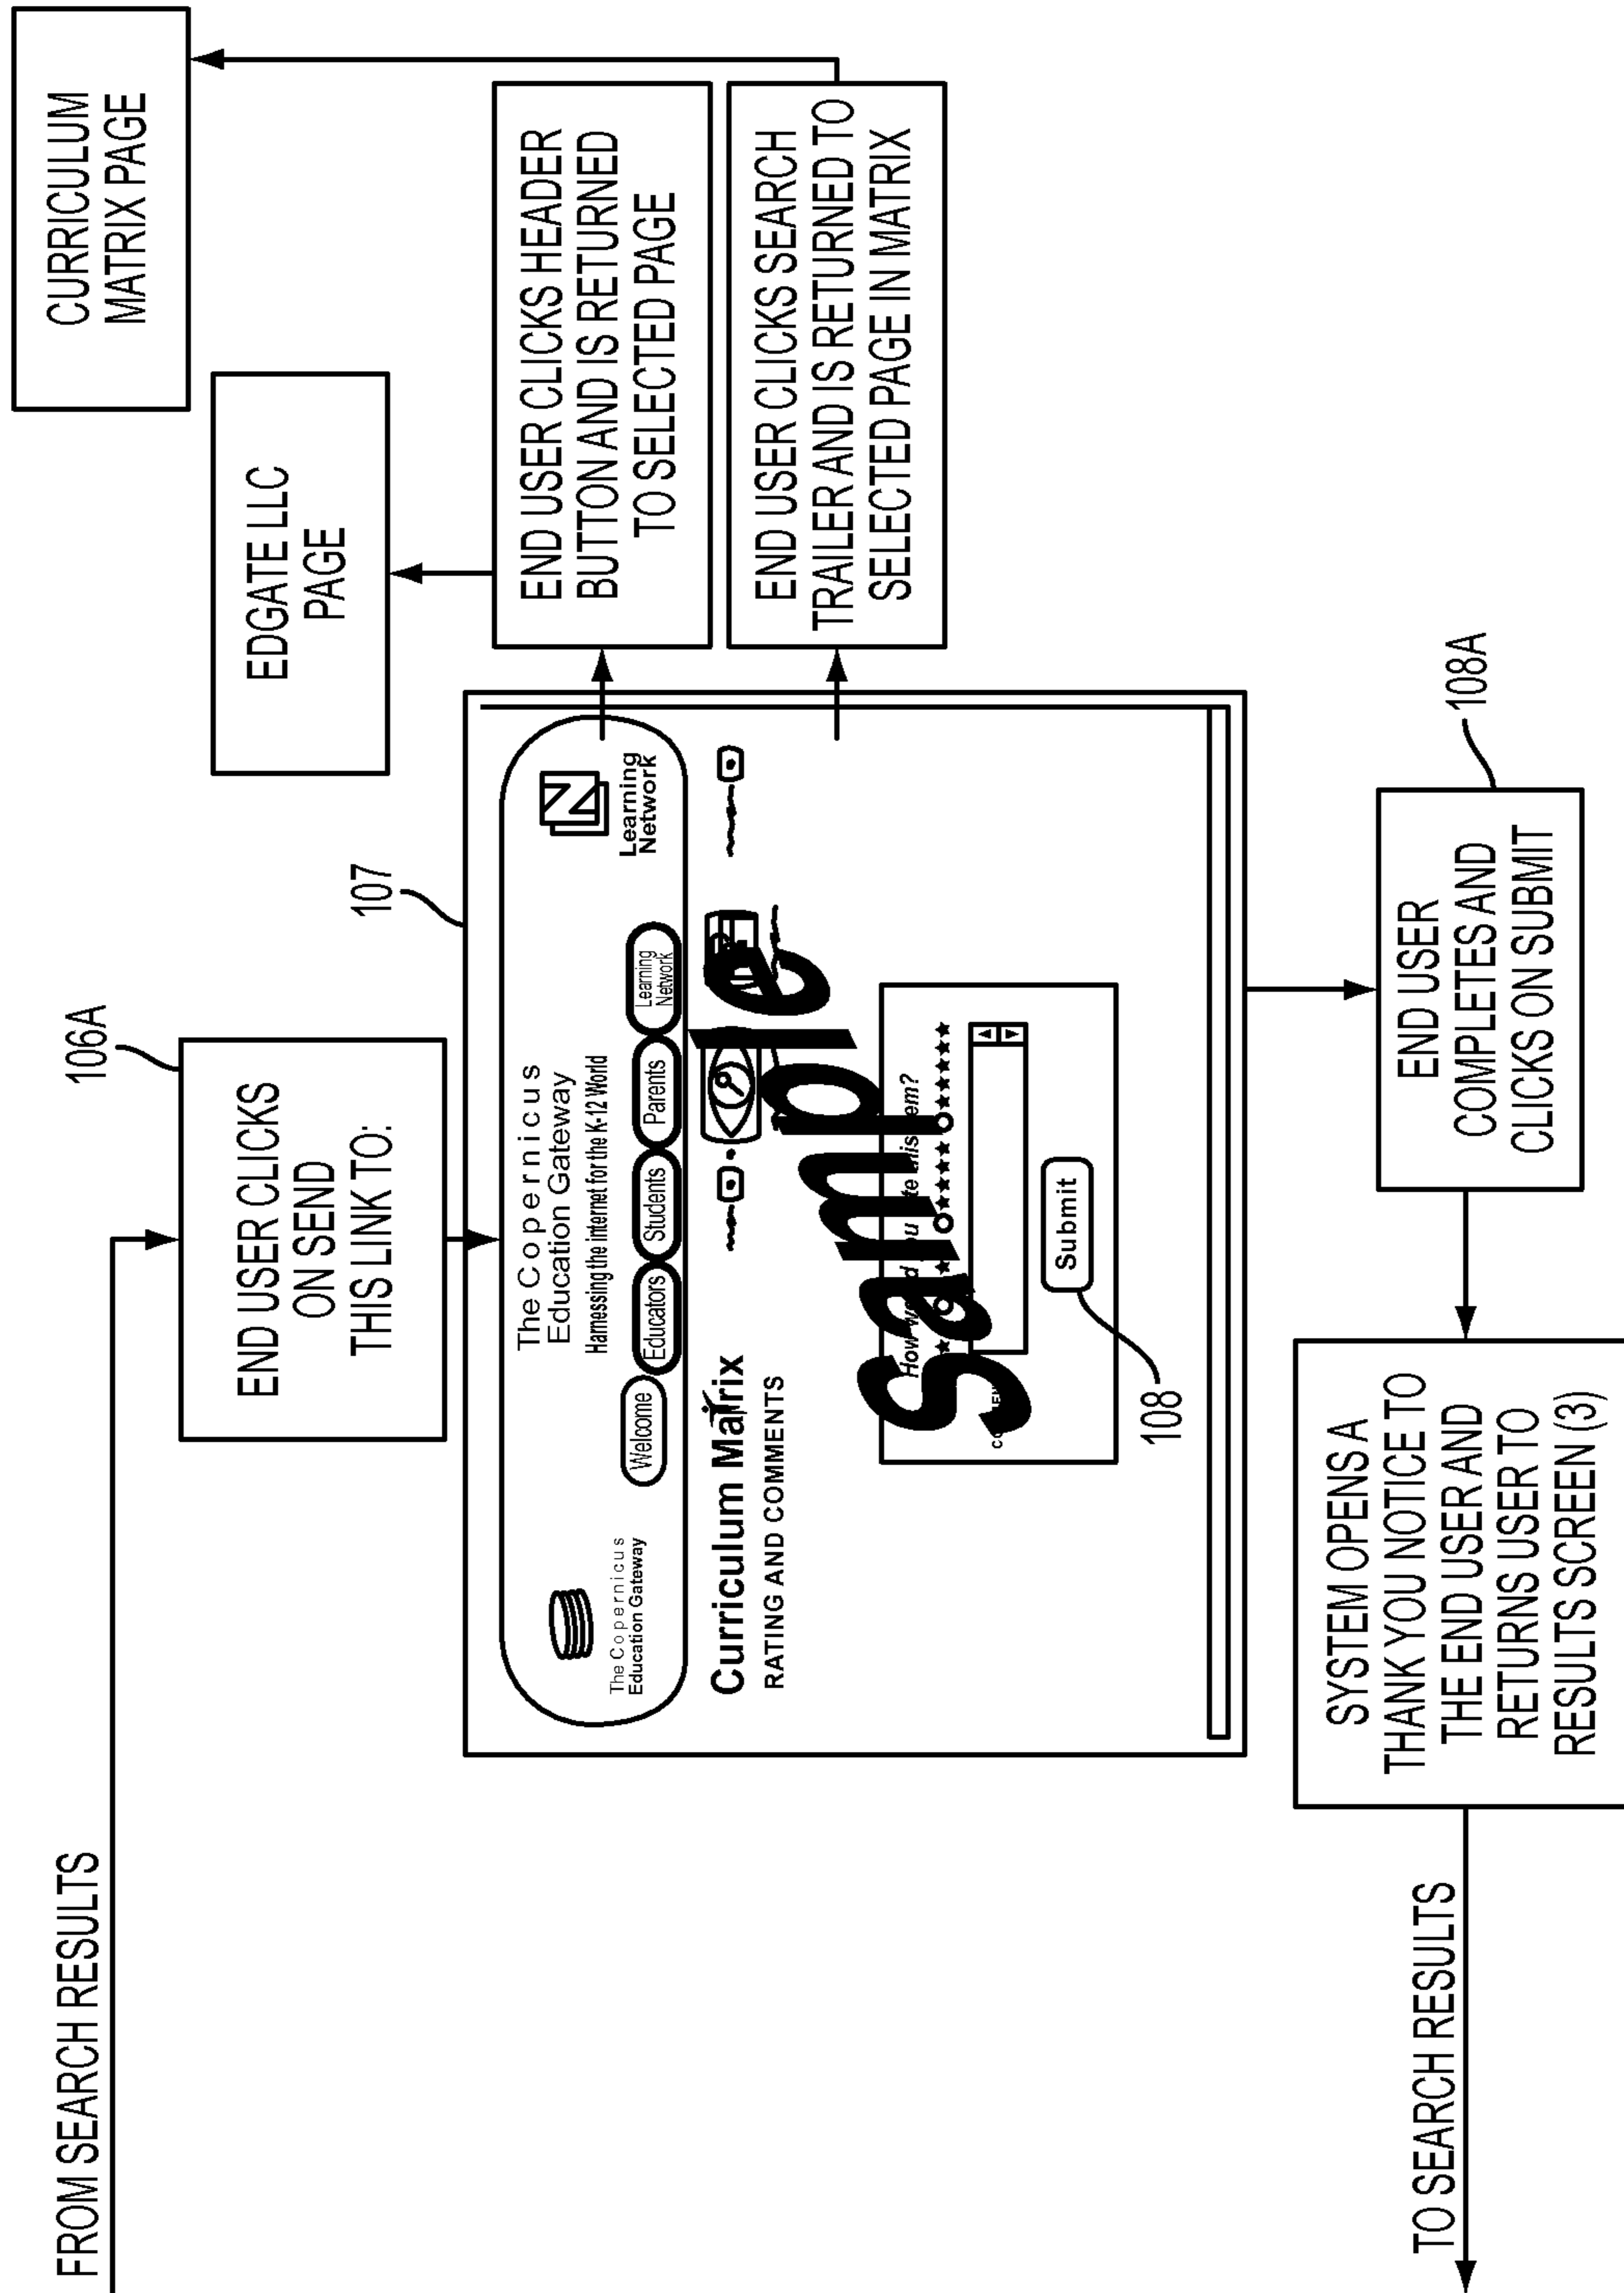 FROM SEARCH RESULTS
106A
END USER CLICKS
ON SEND
THIS LINK TO:
107
The Copernicus
Education Gateway
The Copernicus
Education Gateway
Harnessing the internet for the K-12 World
Learning
Network
Welcome
Educators
Students
Parents
Learning
Network
Curriculum Matrix
RATING AND COMMENTS
Sample
Submit
108
CURRICULUM
MATRIX PAGE
EDGATE LLC
PAGE
END USER CLICKS HEADER
BUTTON AND IS RETURNED
TO SELECTED PAGE
END USER CLICKS SEARCH
TRAILER AND IS RETURNED TO
SELECTED PAGE IN MATRIX
108A
END USER
COMPLETES AND
CLICKS ON SUBMIT
SYSTEM OPENS A
THANK YOU NOTICE TO
THE END USER AND
RETURNS USER TO
RESULTS SCREEN (3)
TO SEARCH RESULTS